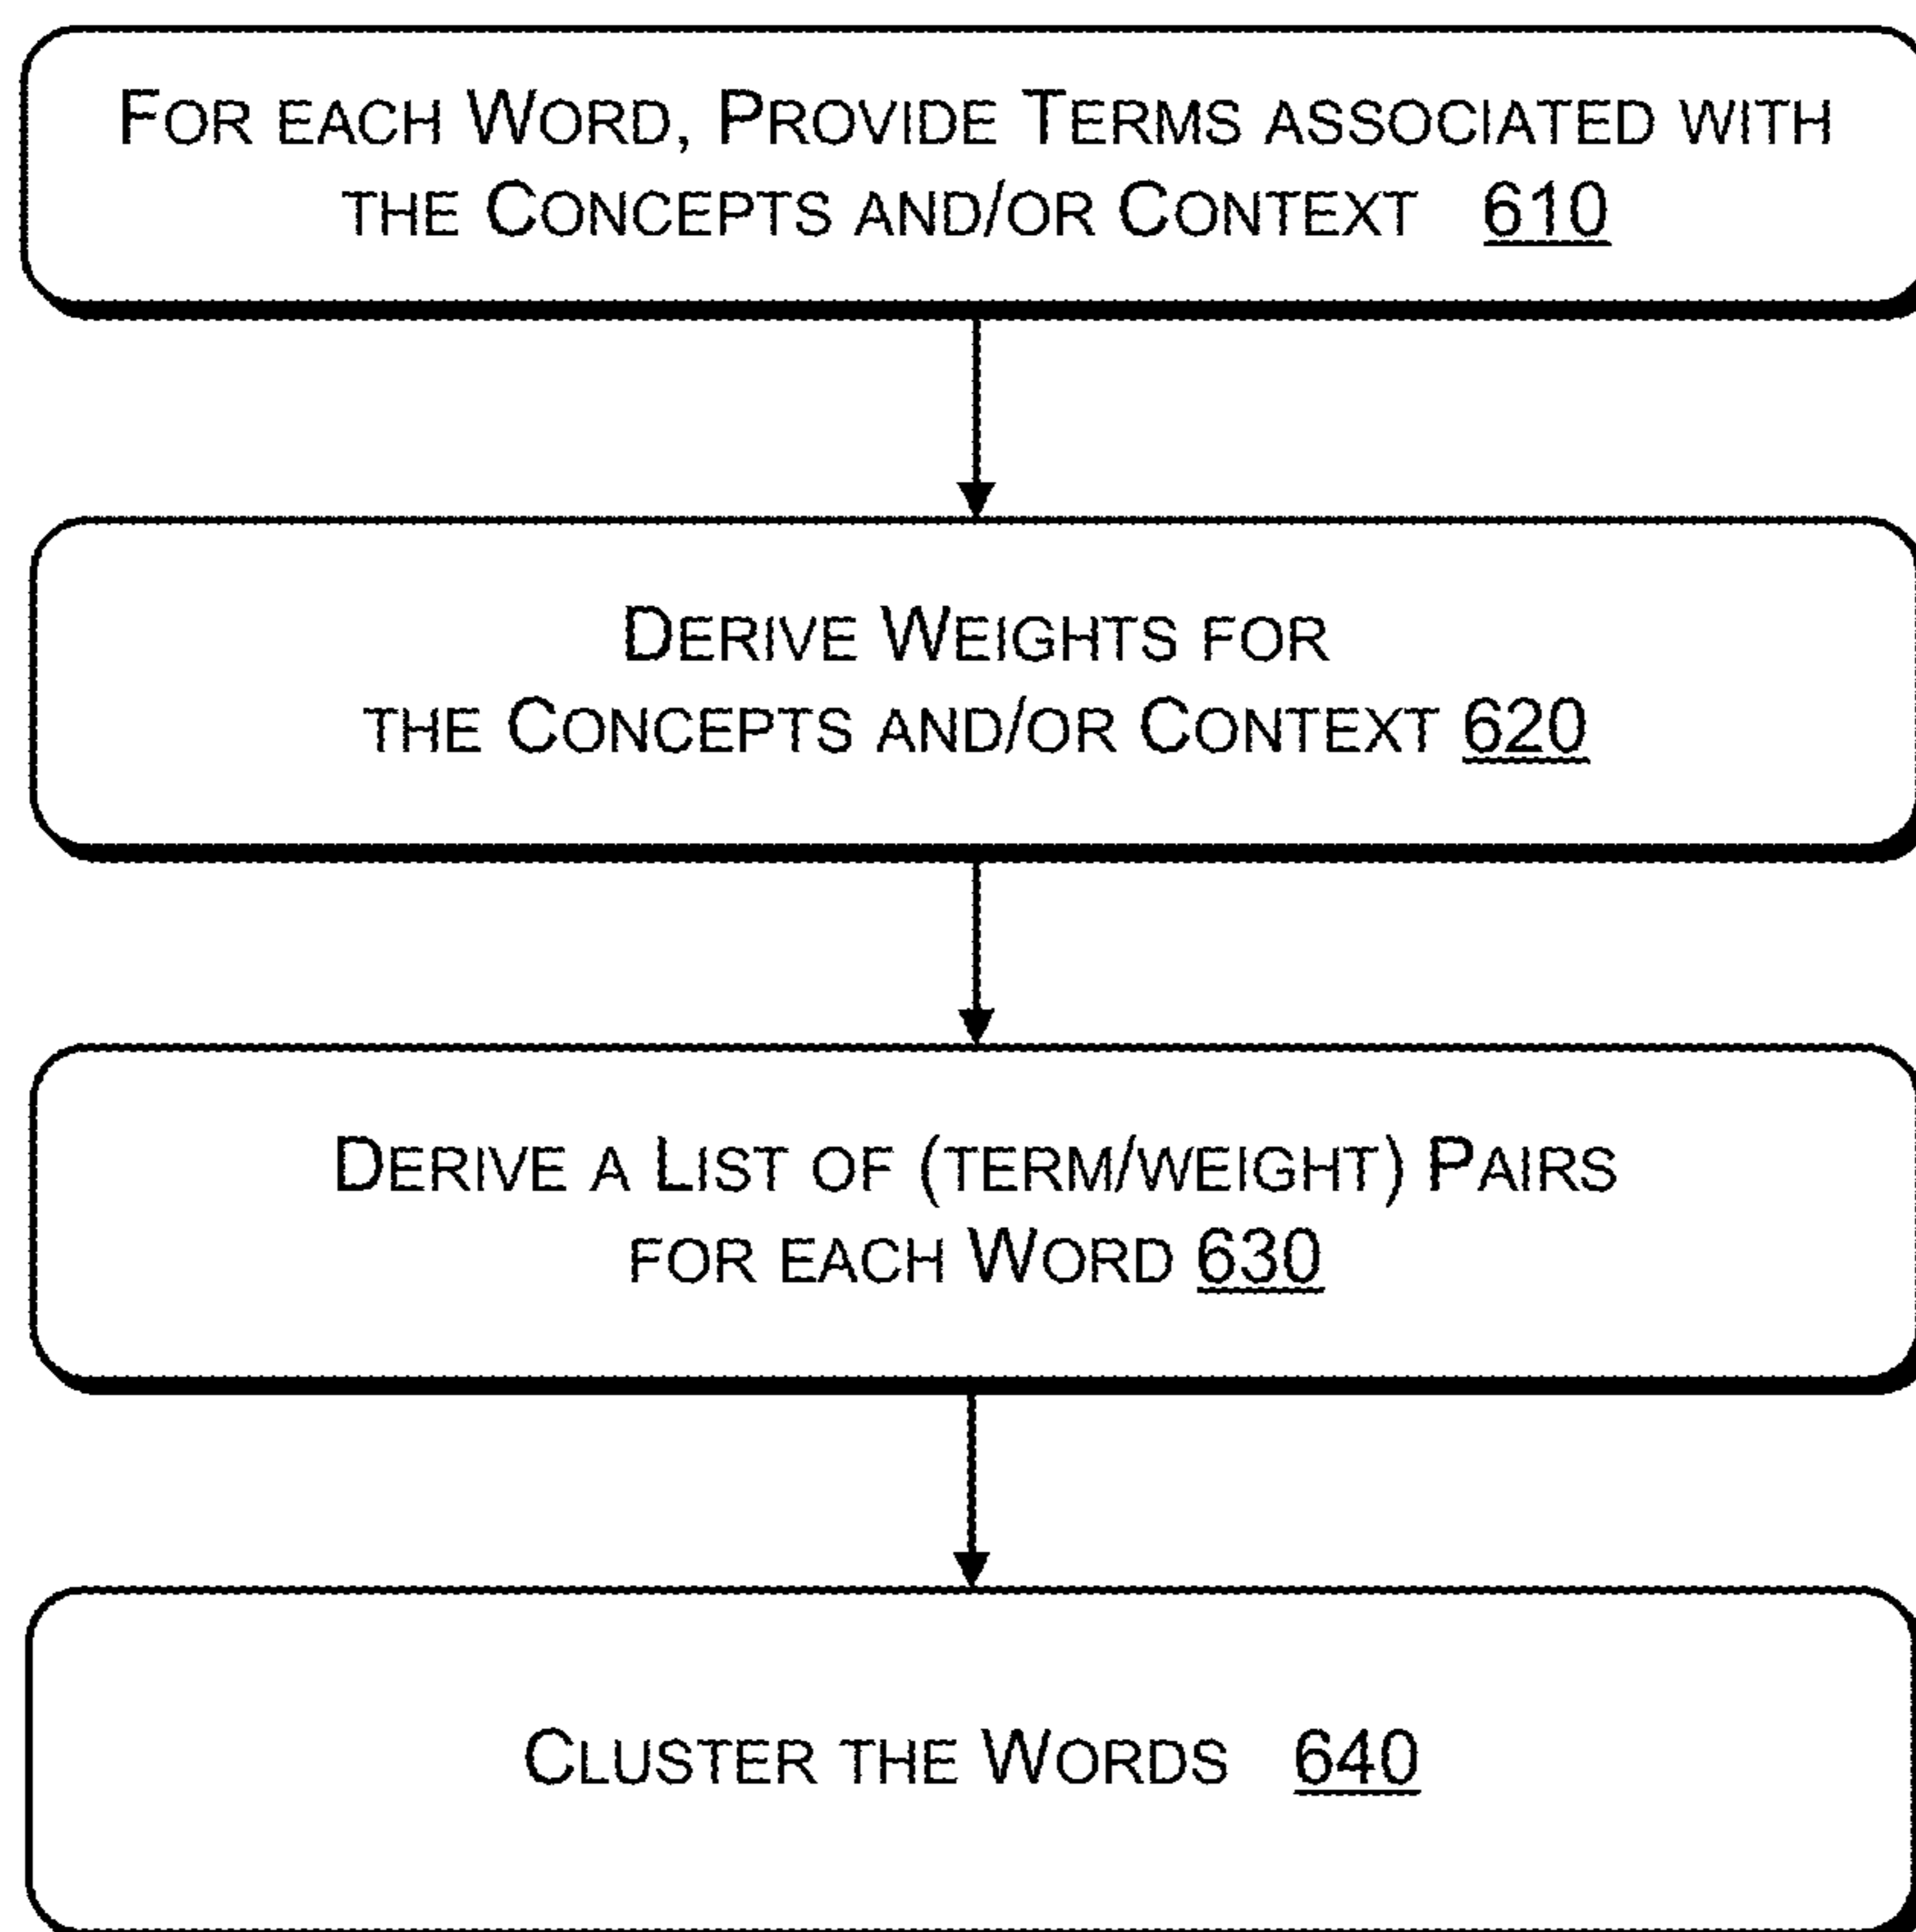 FOR EACH WORD, PROVIDE TERMS ASSOCIATED WITH
THE CONCEPTS AND/OR CONTEXT 610
DERIVE WEIGHTS FOR
THE CONCEPTS AND/OR CONTEXT 620
DERIVE A LIST OF (TERM/WEIGHT) PAIRS
FOR EACH WORD 630
CLUSTER THE WORDS 640